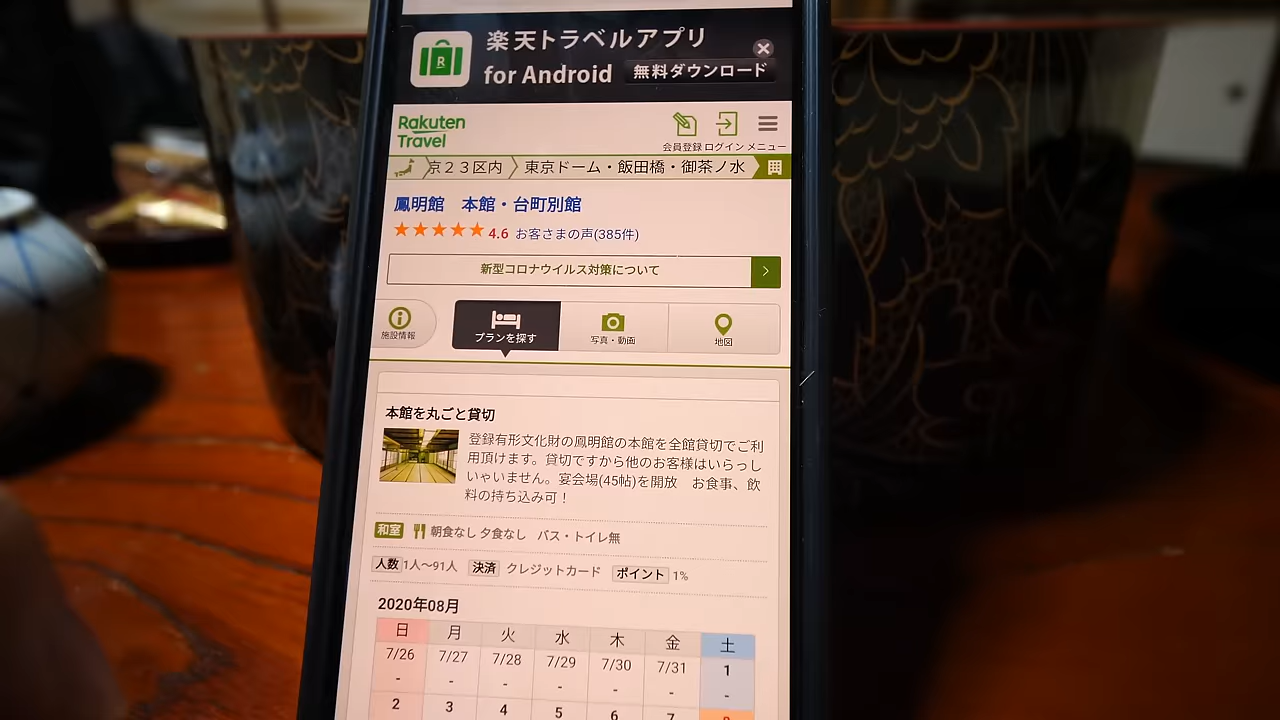 楽天トラベルアプリ
for Android 無料ダウンロード
Rakuten
Travel
会員登録 ログイン メニュー
京２３区内 東京ドーム・飯田橋・御茶ノ水
鳳明館　本館・台町別館
4.6 お客さまの声(385件)
新型コロナウイルス対策について
施設情報 プランを探す 写真・動画 地図
本館を丸ごと貸切
登録有形文化財の鳳明館の本館を全館貸切でご利
用頂けます。貸切ですから他のお客様はいらっし
ゃいません。宴会場(45帖)を開放　お食事、飲
料の持ち込み可！
和室 朝食なし 夕食なし バス・トイレ無
人数 1人〜91人 決済 クレジットカード ポイント 1%
2020年08月
日 月 火 水 木 金 土
7/26 7/27 7/28 7/29 7/30 7/31 1
- - - - - - -
2 3 4 5 6 7 8